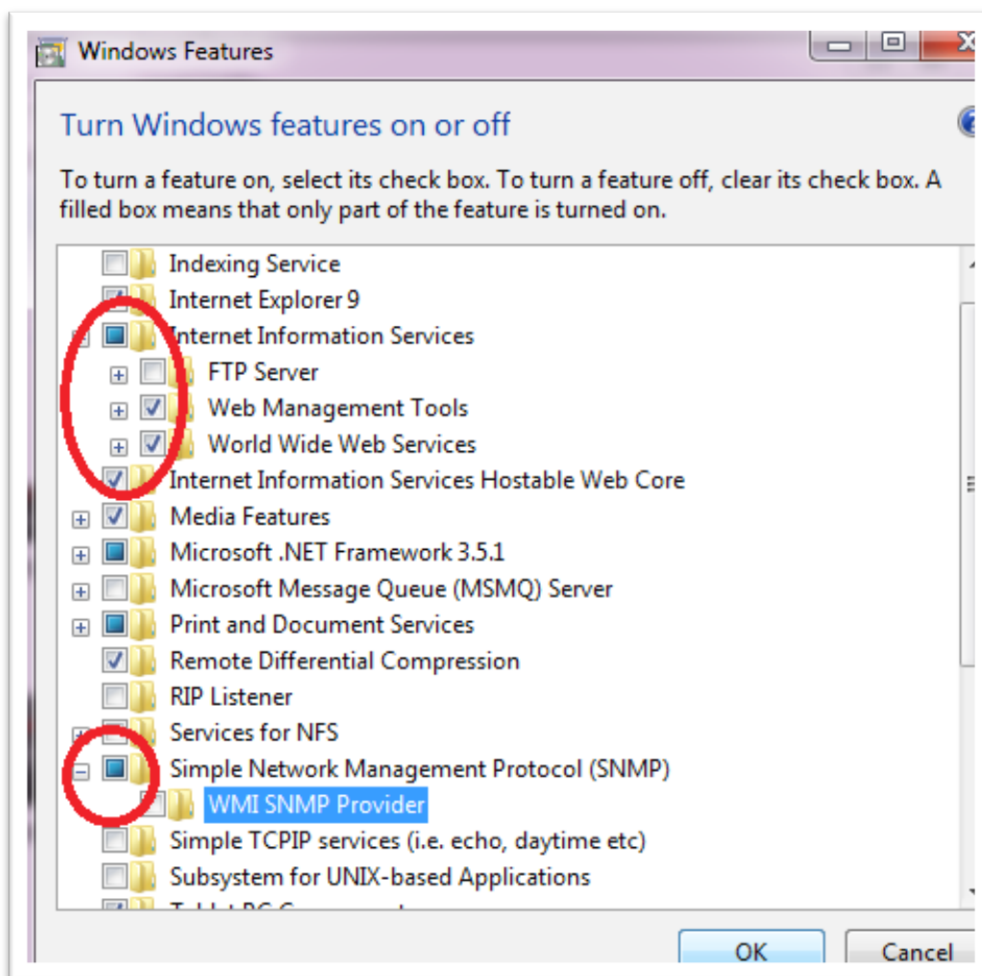 Windows Features
Turn Windows features on or off
To turn a feature on, select its check box. To turn a feature off, clear its check box. A
filled box means that only part of the feature is turned on.
Indexing Service
Internet Explorer 9
Internet Information Services
FTP Server
Web Management Tools
World Wide Web Services
Internet Information Services Hostable Web Core
Media Features
Microsoft .NET Framework 3.5.1
Microsoft Message Queue (MSMQ) Server
Print and Document Services
Remote Differential Compression
RIP Listener
Services for NFS
Simple Network Management Protocol (SNMP)
WMI SNMP Provider
Simple TCPIP services (i.e. echo, daytime etc)
Subsystem for UNIX-based Applications
OK Cancel